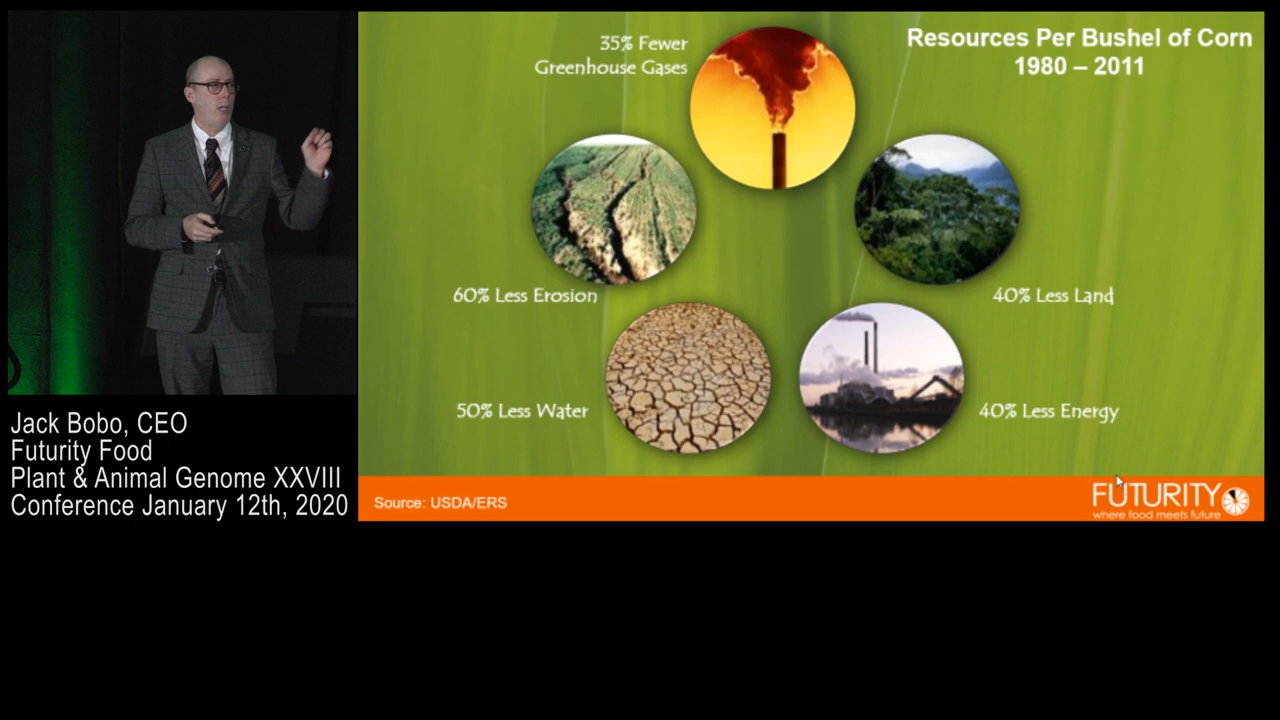 35% Fewer
Greenhouse Gases
Resources Per Bushel of Corn
1980 – 2011
60% Less Erosion
40% Less Land
50% Less Water
40% Less Energy
Source: USDA/ERS
FUTURITY
where food meets future
Jack Bobo, CEO
Futurity Food
Plant & Animal Genome XXVIII
Conference January 12th, 2020